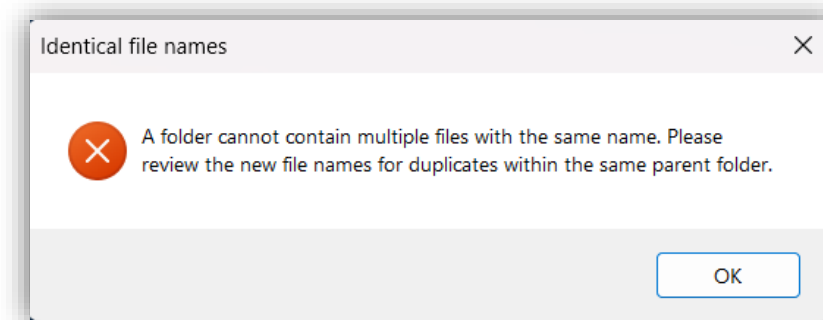 Identical file names
A folder cannot contain multiple files with the same name. Please
review the new file names for duplicates within the same parent folder.
OK